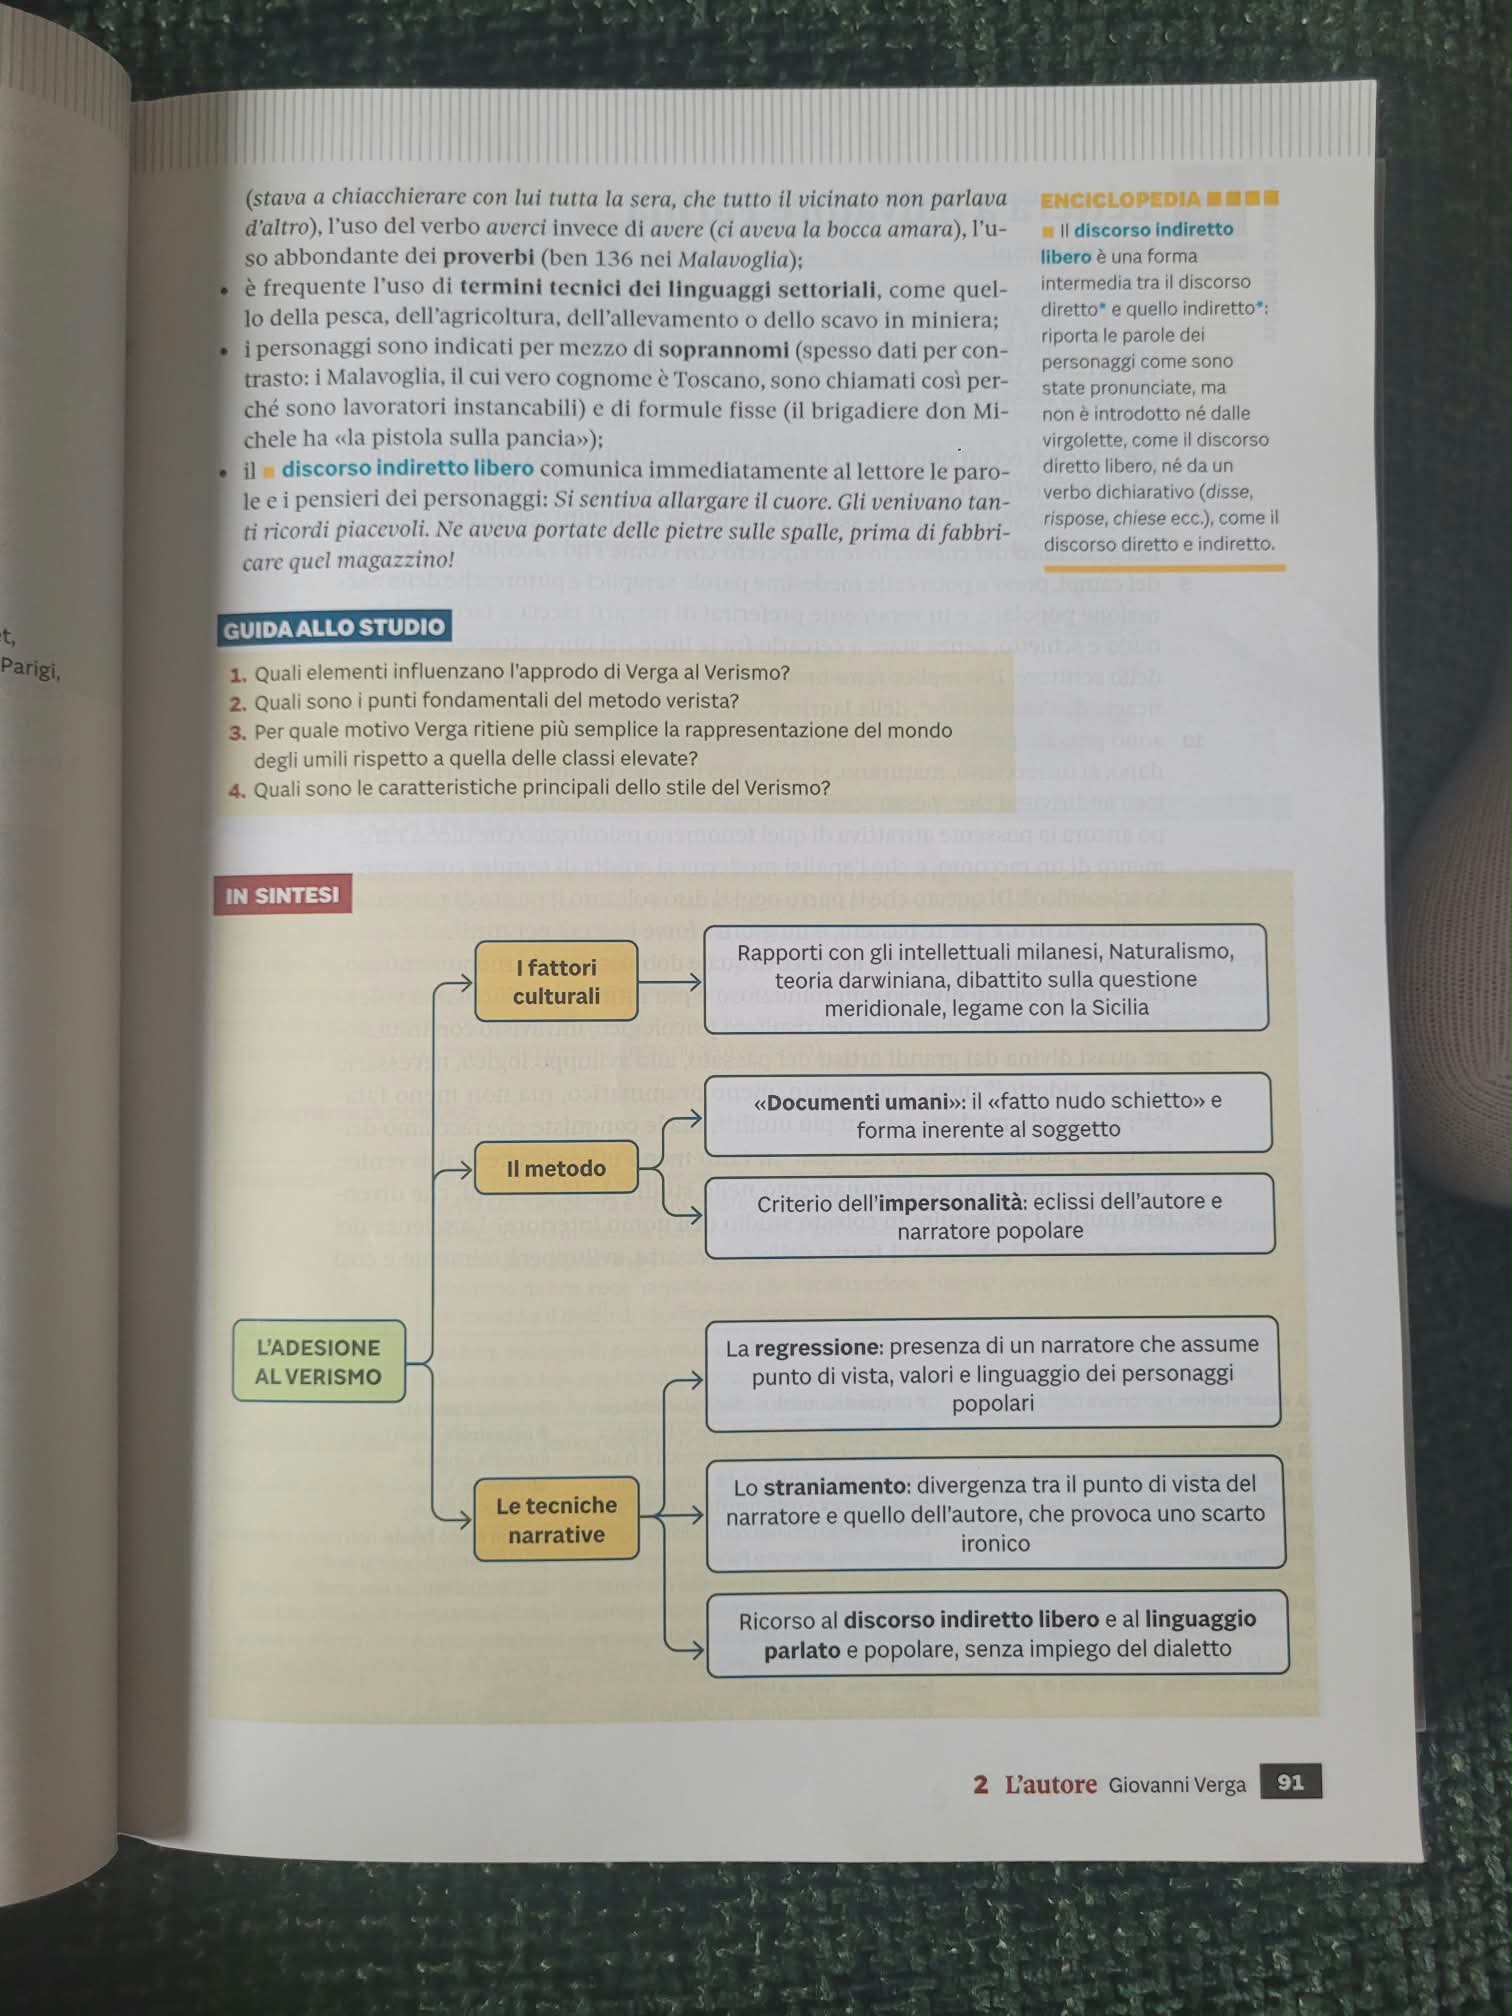 (stava a chiacchierare con lui tutta la sera, che tutto il vicinato non parlava
d'altro), l'uso del verbo averci invece di avere (ci aveva la bocca amara), l'u-
so abbondante dei proverbi (ben 136 nei Malavoglia);
• è frequente l'uso di termini tecnici dei linguaggi settoriali, come quel-
lo della pesca, dell'agricoltura, dell'allevamento o dello scavo in miniera;
• i personaggi sono indicati per mezzo di soprannomi (spesso dati per con-
trasto: i Malavoglia, il cui vero cognome è Toscano, sono chiamati così per-
ché sono lavoratori instancabili) e di formule fisse (il brigadiere don Mi-
chele ha «la pistola sulla pancia»);
• il discorso indiretto libero comunica immediatamente al lettore le paro-
le e i pensieri dei personaggi: Si sentiva allargare il cuore. Gli venivano tan-
ti ricordi piacevoli. Ne aveva portate delle pietre sulle spalle, prima di fabbri-
care quel magazzino!
ENCICLOPEDIA
Il discorso indiretto
libero è una forma
intermedia tra il discorso
diretto* e quello indiretto*:
riporta le parole dei
personaggi come sono
state pronunciate, ma
non è introdotto né dalle
virgolette, come il discorso
diretto libero, né da un
verbo dichiarativo (disse,
rispose, chiese ecc.), come il
discorso diretto e indiretto.
t,
Parigi,
GUIDA ALLO STUDIO
1. Quali elementi influenzano l'approdo di Verga al Verismo?
2. Quali sono i punti fondamentali del metodo verista?
3. Per quale motivo Verga ritiene più semplice la rappresentazione del mondo
degli umili rispetto a quella delle classi elevate?
4. Quali sono le caratteristiche principali dello stile del Verismo?
IN SINTESI
L'ADESIONE
AL VERISMO
I fattori
culturali
Rapporti con gli intellettuali milanesi, Naturalismo,
teoria darwiniana, dibattito sulla questione
meridionale, legame con la Sicilia
Il metodo
«Documenti umani»: il «fatto nudo schietto» e
forma inerente al soggetto
Criterio dell'impersonalità: eclissi dell'autore e
narratore popolare
Le tecniche
narrative
La regressione: presenza di un narratore che assume
punto di vista, valori e linguaggio dei personaggi
popolari
Lo straniamento: divergenza tra il punto di vista del
narratore e quello dell'autore, che provoca uno scarto
ironico
Ricorso al discorso indiretto libero e al linguaggio
parlato e popolare, senza impiego del dialetto
2 L'autore Giovanni Verga 91